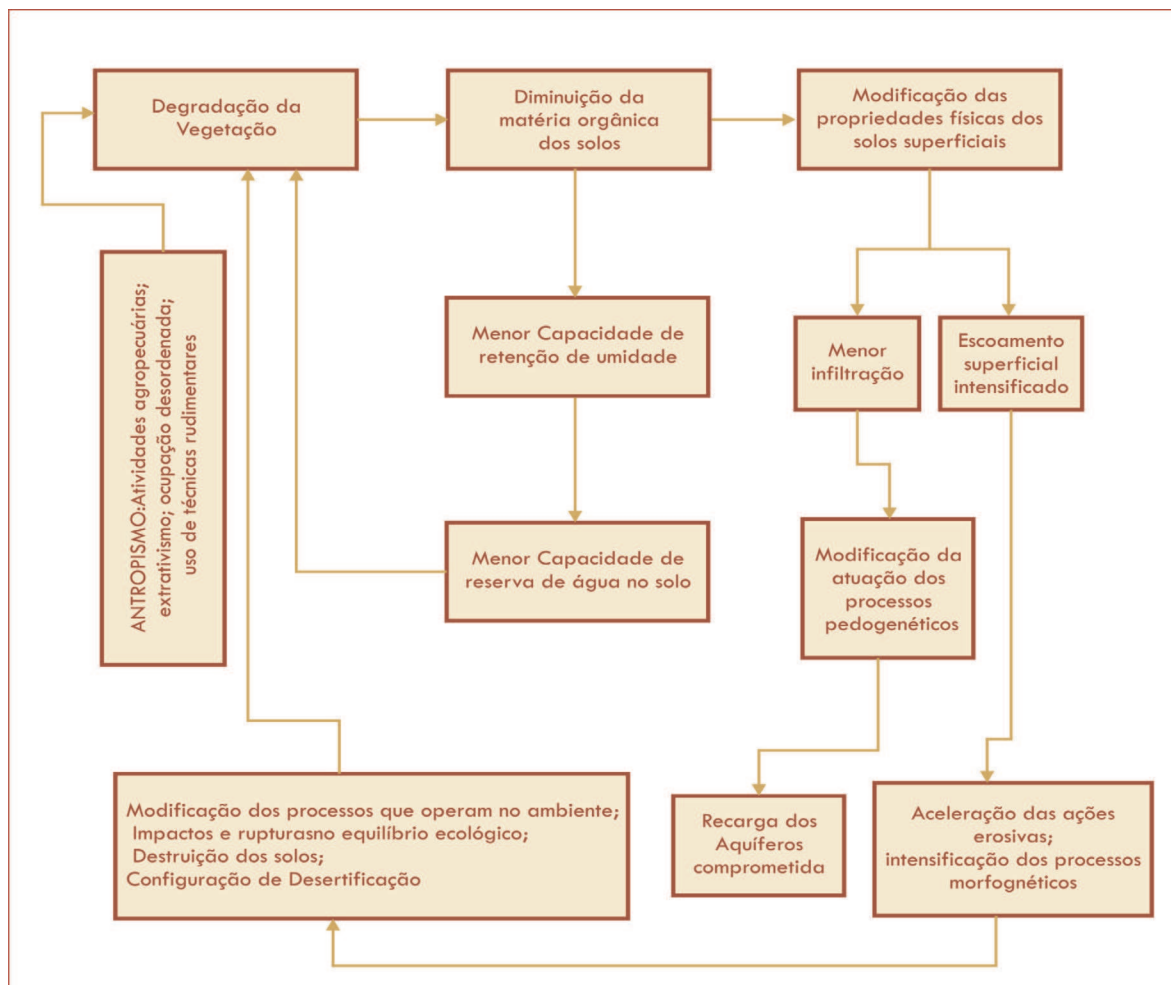 Degradação da
Vegetação
Diminuição da
matéria orgânica
dos solos
Modificação das
propriedades físicas dos
solos superficiais
ANTROPISMO:Atividades agropecuárias;
extrativismo; ocupação desordenada;
uso de técnicas rudimentares
Menor Capacidade de
retenção de umidade
Menor
infiltração
Escoamento
superficial
intensificado
Menor Capacidade de
reserva de água no solo
Modificação da
atuação dos
processos
pedogenéticos
Modificação dos processos que operam no ambiente;
Impactos e rupturasno equilíbrio ecológico;
Destruição dos solos;
Configuração de Desertificação
Recarga dos
Aquíferos
comprometida
Aceleração das ações
erosivas;
intensificação dos processos
morfognéticos